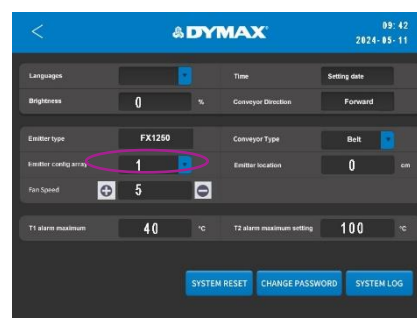 DYMAX
09:42
2024-05-11
Languages
Time
Setting date
Brightness
0
%
Conveyor Direction
Forward
Emitter type
FX1250
Conveyor Type
Belt
Emitter config array
1
Emitter location
0
cm
Fan Speed
5
T1 alarm maximum
40
°C
T2 alarm maximum setting
100
°C
SYSTEM RESET
CHANGE PASSWORD
SYSTEM LOG